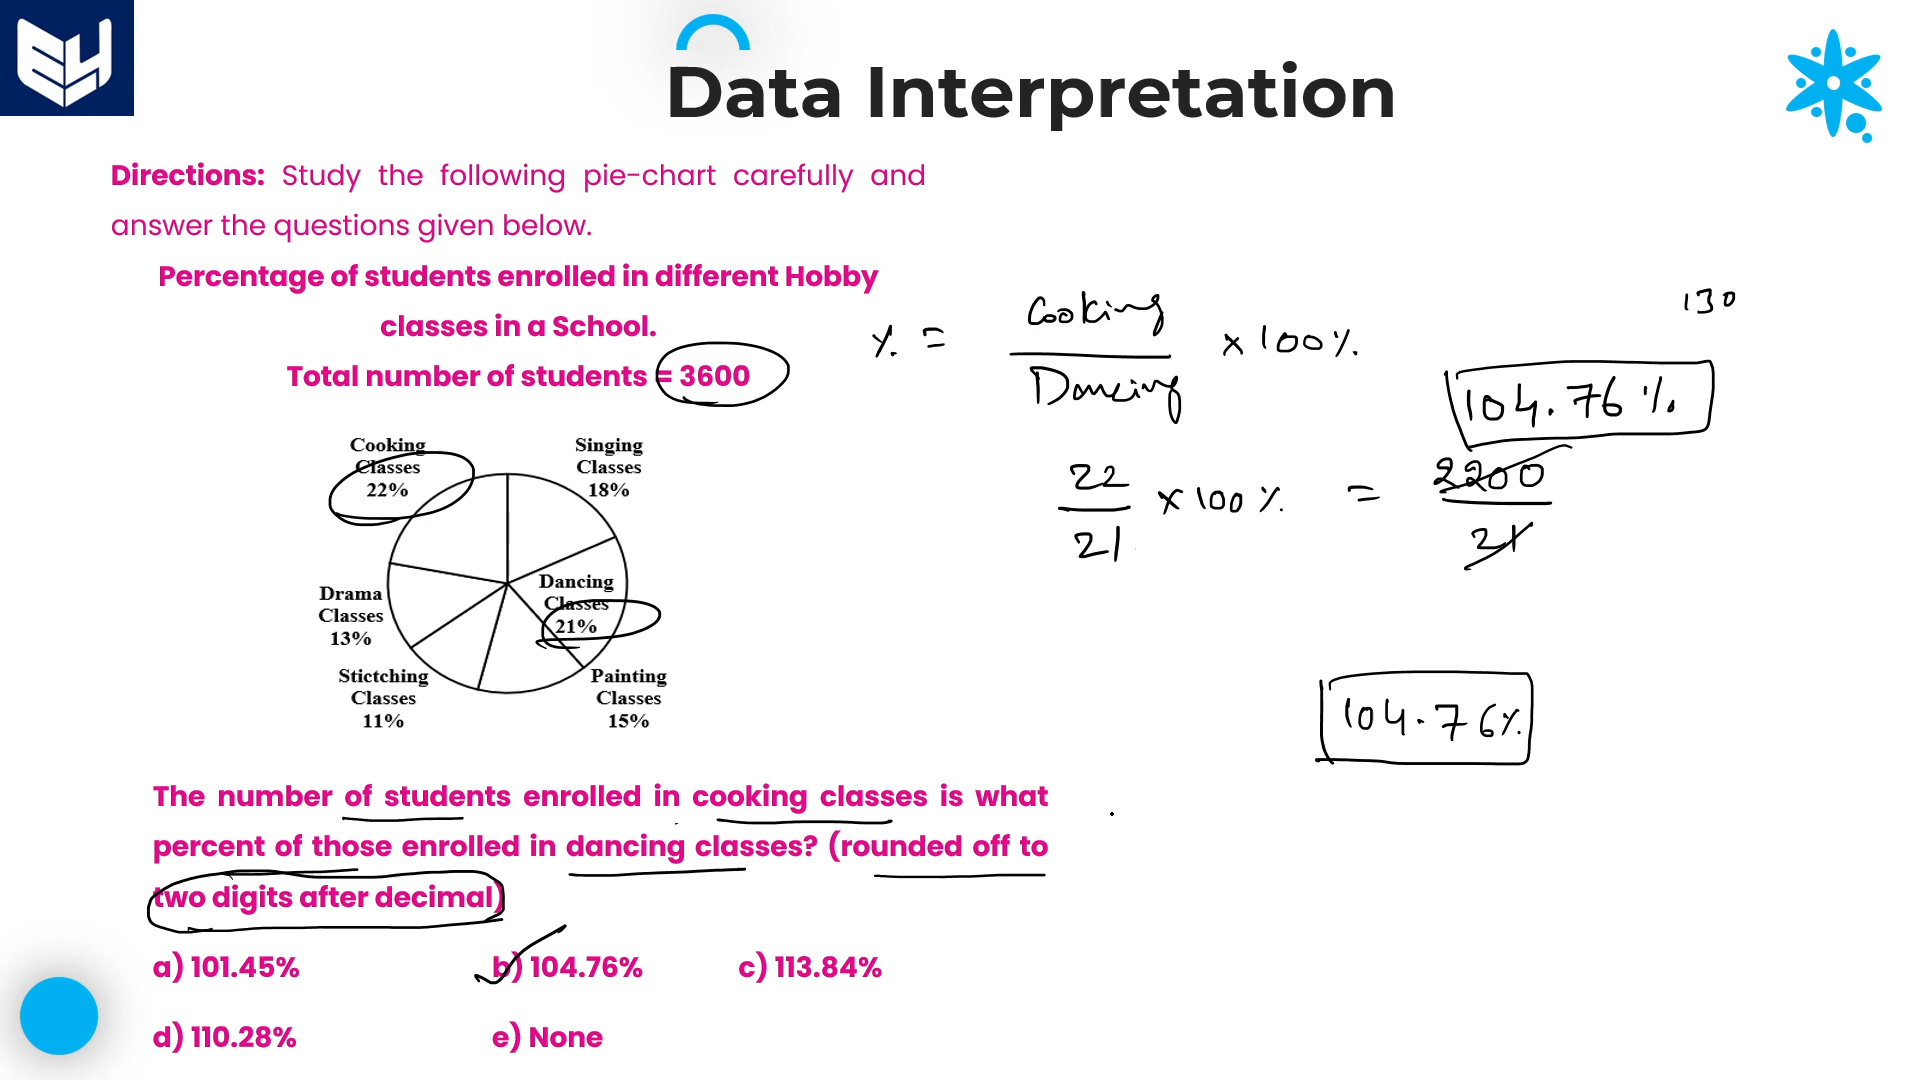 EY
Data Interpretation
Directions: Study the following pie-chart carefully and
answer the questions given below.
Percentage of students enrolled in different Hobby
classes in a School.
Total number of students = 3600
Cooking
Classes
22%
Singing
Classes
18%
Dancing
Classes
21%
Drama
Classes
13%
Stictching
Classes
11%
Painting
Classes
15%
The number of students enrolled in cooking classes is what
percent of those enrolled in dancing classes? (rounded off to
two digits after decimal)
a) 101.45%
b) 104.76%
c) 113.84%
d) 110.28%
e) None
% = Cooking / Dancing × 100%
130
104.76%
22 / 21 × 100% = 2200 / 21
104.76%